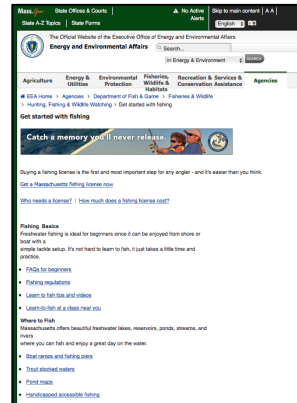 Mass.Gov
State Offices & Courts
State A-Z Topics
State Forms
No Active Alerts
Skip to main content
A A
English
The Official Website of the Executive Office of Energy and Environmental Affairs
Energy and Environmental Affairs
Search...
in Energy & Environment
SEARCH
Agriculture
Energy & Utilities
Environmental Protection
Fisheries, Wildlife & Habitats
Recreation & Conservation
Services & Assistance
Agencies
EEA Home > Agencies > Department of Fish & Game > Fisheries & Wildlife
> Hunting, Fishing & Wildlife Watching > Get started with fishing
Get started with fishing
Catch a memory you'll never release.
Buying a fishing license is the first and most important step for any angler - and it's easier than you think.
Get a Massachusetts fishing license now
Who needs a license? | How much does a fishing license cost?
Fishing Basics
Freshwater fishing is ideal for beginners since it can be enjoyed from shore or
boat with a
simple tackle setup. It's not hard to learn to fish, it just takes a little time and
practice.
FAQs for beginners
Fishing regulations
Learn to fish tips and videos
Learn-to-fish at a class near you
Where to Fish
Massachusetts offers beautiful freshwater lakes, reservoirs, ponds, streams, and
rivers
where you can fish and enjoy a great day on the water.
Boat ramps and fishing piers
Trout stocked waters
Pond maps
Handicapped accessible fishing